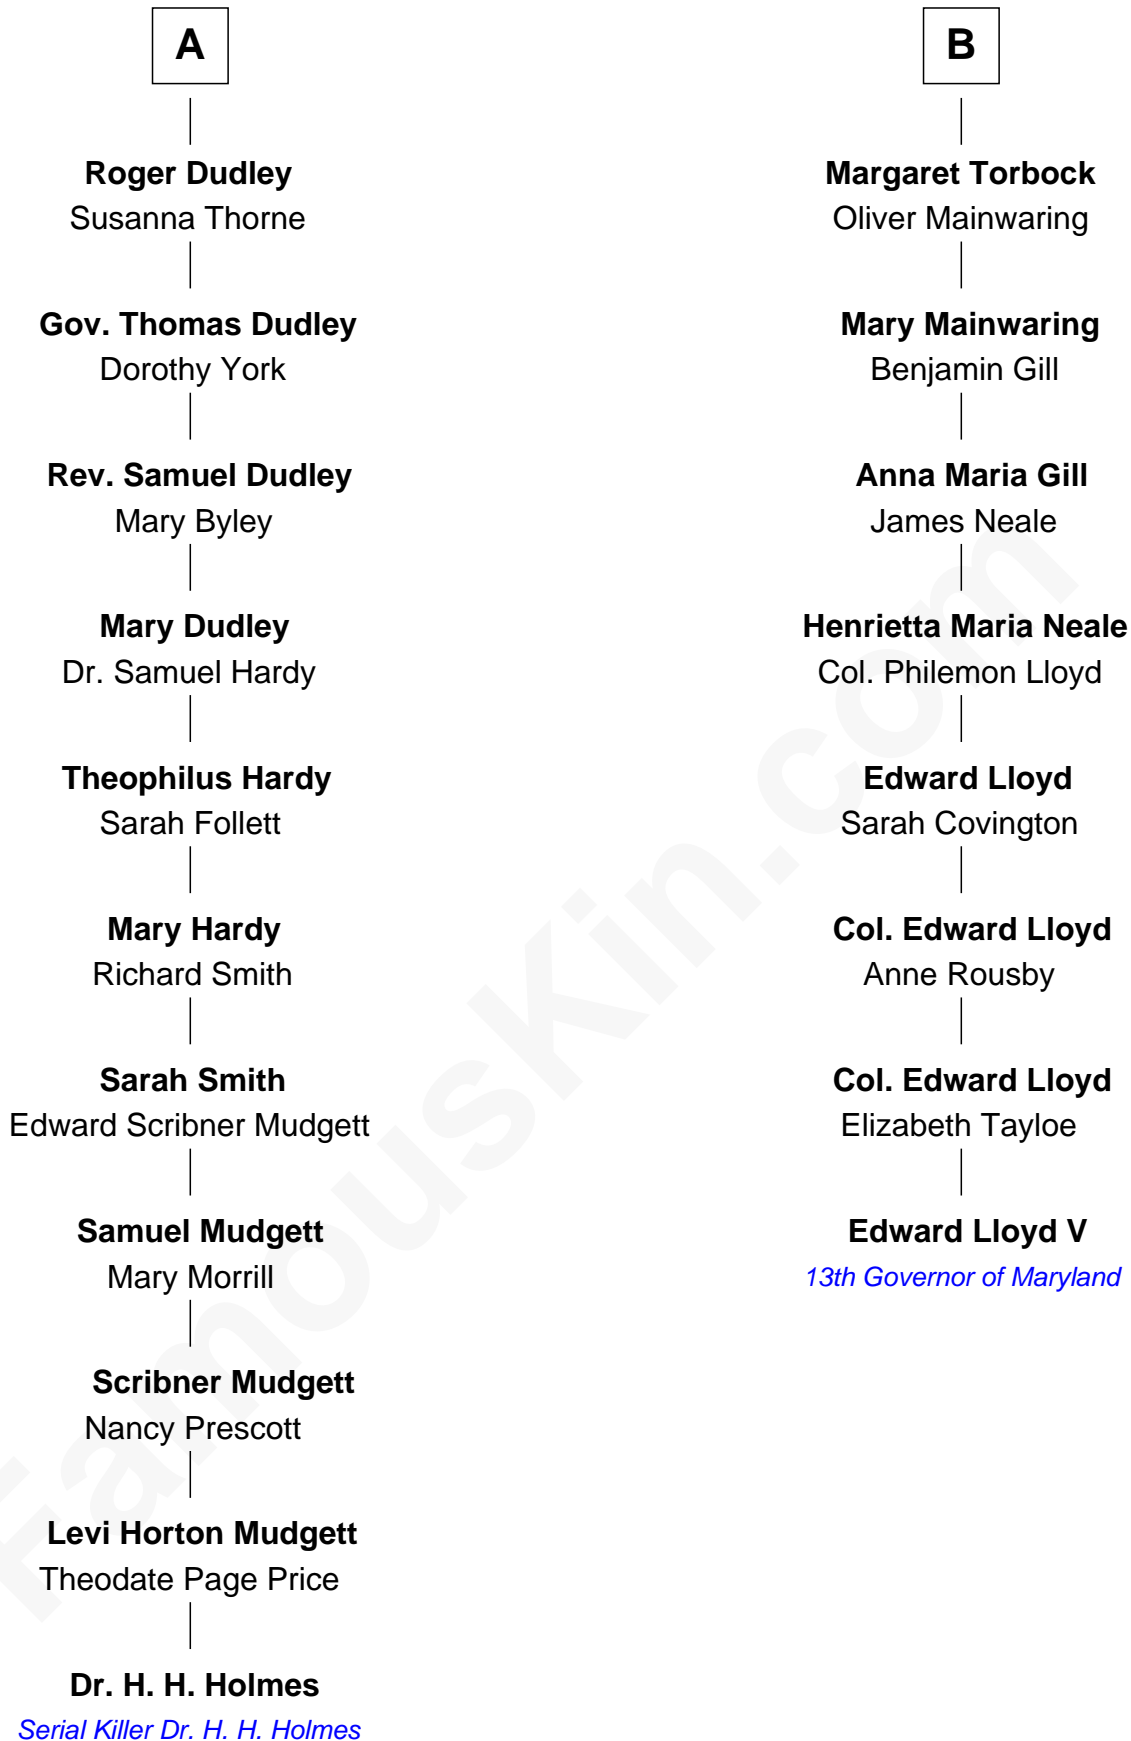 A
Roger Dudley
Susanna Thorne
Gov. Thomas Dudley
Dorothy York
Rev. Samuel Dudley
Mary Byley
Mary Dudley
Dr. Samuel Hardy
Theophilus Hardy
Sarah Follett
Mary Hardy
Richard Smith
Sarah Smith
Edward Scribner Mudgett
Samuel Mudgett
Mary Morrill
Scribner Mudgett
Nancy Prescott
Levi Horton Mudgett
Theodate Page Price
Dr. H. H. Holmes
Serial Killer Dr. H. H. Holmes
B
Margaret Torbock
Oliver Mainwaring
Mary Mainwaring
Benjamin Gill
Anna Maria Gill
James Neale
Henrietta Maria Neale
Col. Philemon Lloyd
Edward Lloyd
Sarah Covington
Col. Edward Lloyd
Anne Rousby
Col. Edward Lloyd
Elizabeth Tayloe
Edward Lloyd V
13th Governor of Maryland
FamousKin.com